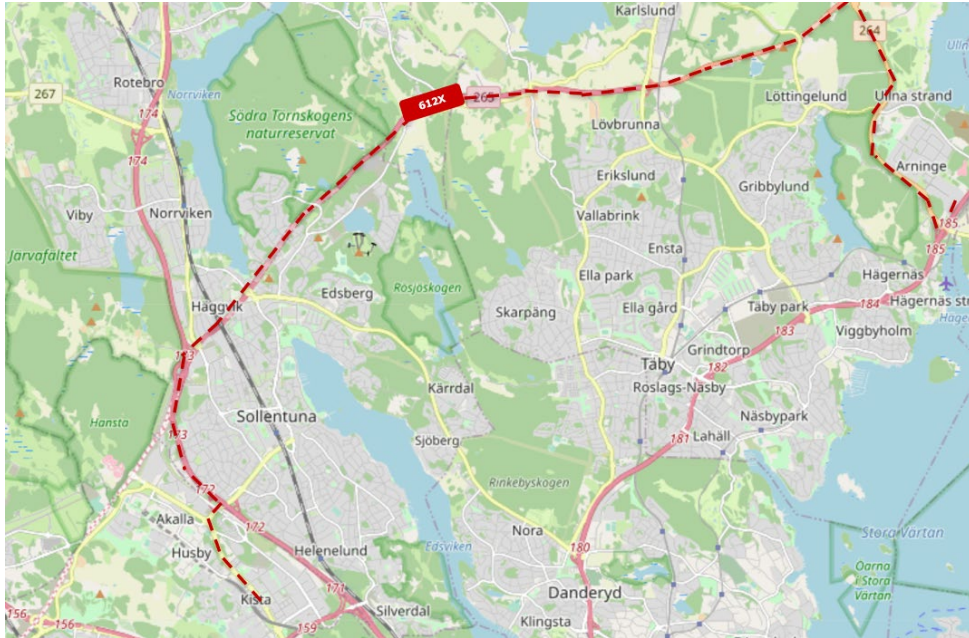 Karlslund
264
Ullna
Rotebro
267
Norrviken
612X
265
Löttingelund
Ullna strand
174
Södra Törnskogens
naturreservat
Lövbrunna
174
Arninge
Erikslund
Gribbylund
Viby
Norrviken
Vallabrink
185
Järvafältet
Ensta
185
Ella park
Hägernäs
Rösjöskogen
Edsberg
Häggvik
Skarpäng
Ella gård
Täby park
184
Hägernäs str
Häge
183
Viggbyholm
173
Grindtorp
Täby
182
Kärrdal
Roslags-Näsby
Sollentuna
Näsbypark
Hansta
173
Sjöberg
181
Lahäll
Rinkebyskogen
172
Akalla
172
Nora
Stora Värtan
Husby
Helenelund
Edsviken
180
Öarna
i Stora
Värtan
171
Danderyd
Kista
Silverdal
156
156
159
Klingsta